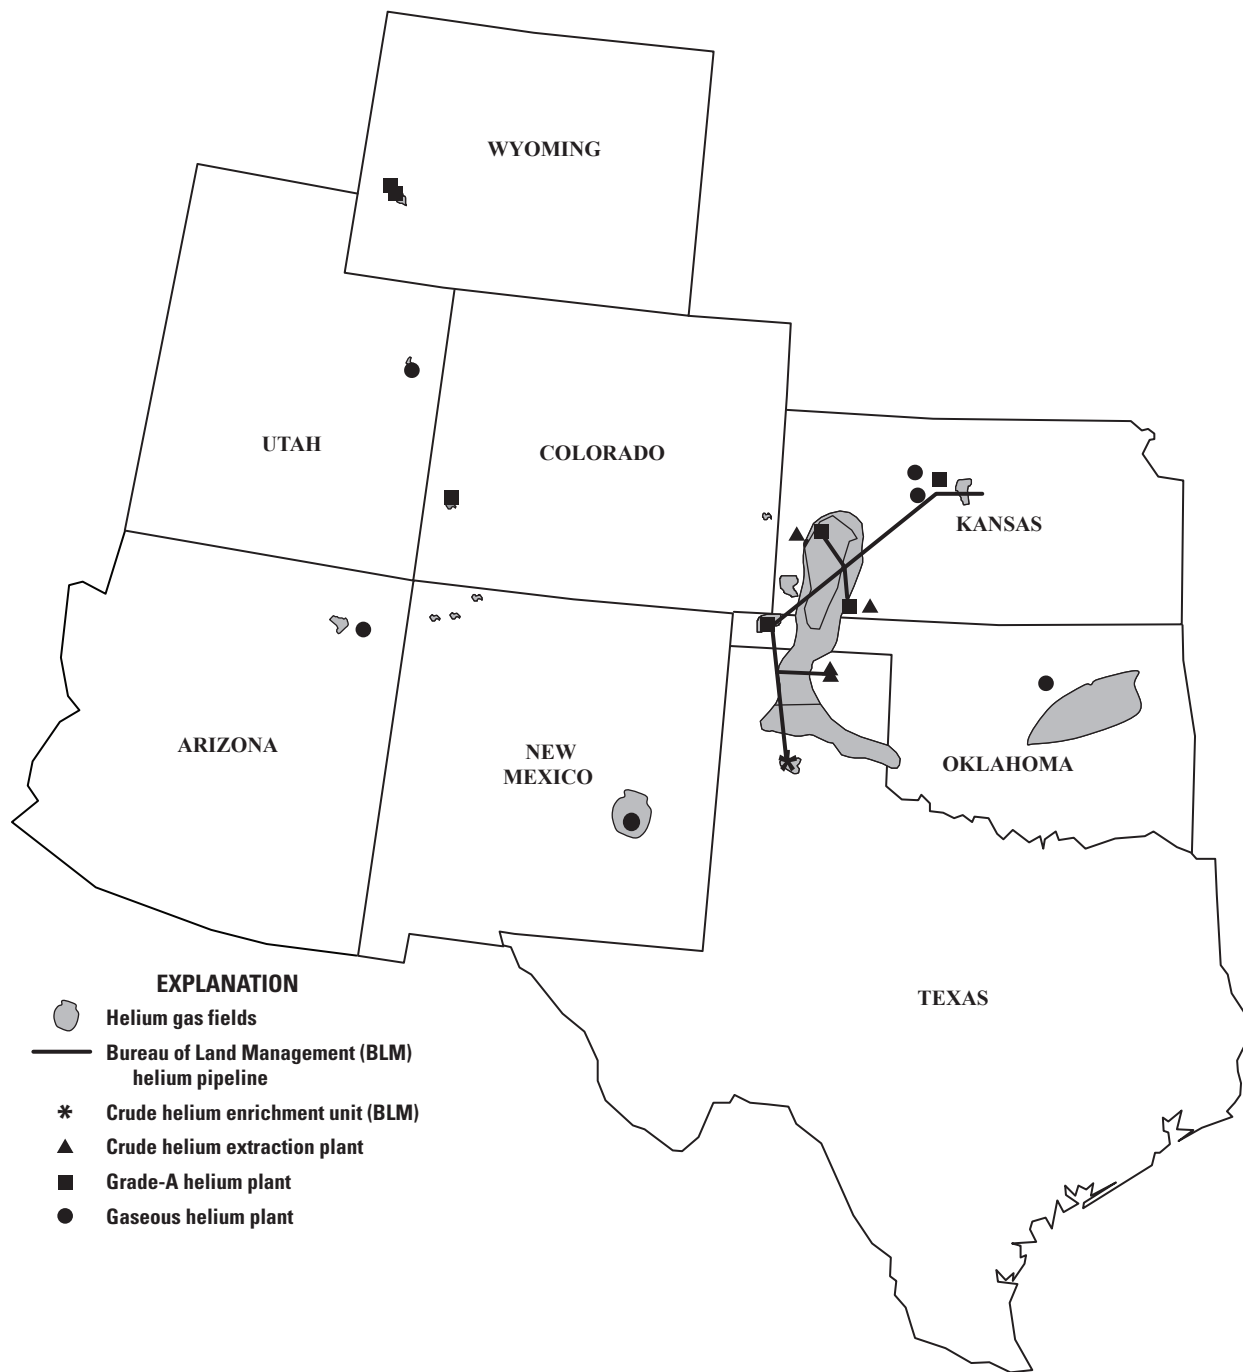 WYOMING
UTAH
COLORADO
KANSAS
ARIZONA
NEW
MEXICO
OKLAHOMA
TEXAS
EXPLANATION
Helium gas fields
Bureau of Land Management (BLM)
helium pipeline
Crude helium enrichment unit (BLM)
Crude helium extraction plant
Grade-A helium plant
Gaseous helium plant